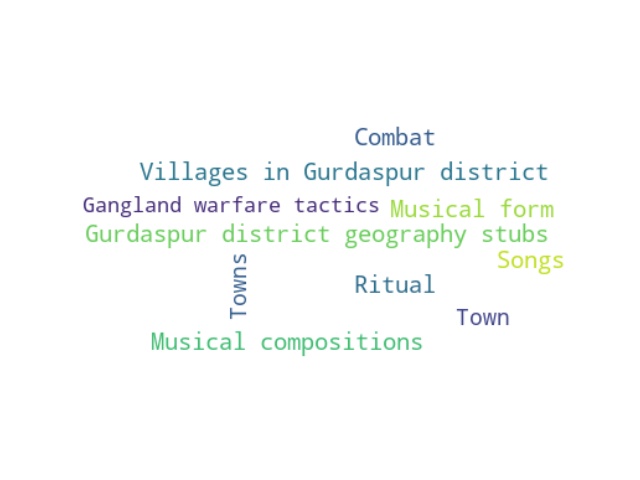 Combat
Villages in Gurdaspur district
Gangland warfare tactics
Musical form
Gurdaspur district geography stubs
Songs
Towns
Ritual
Town
Musical compositions